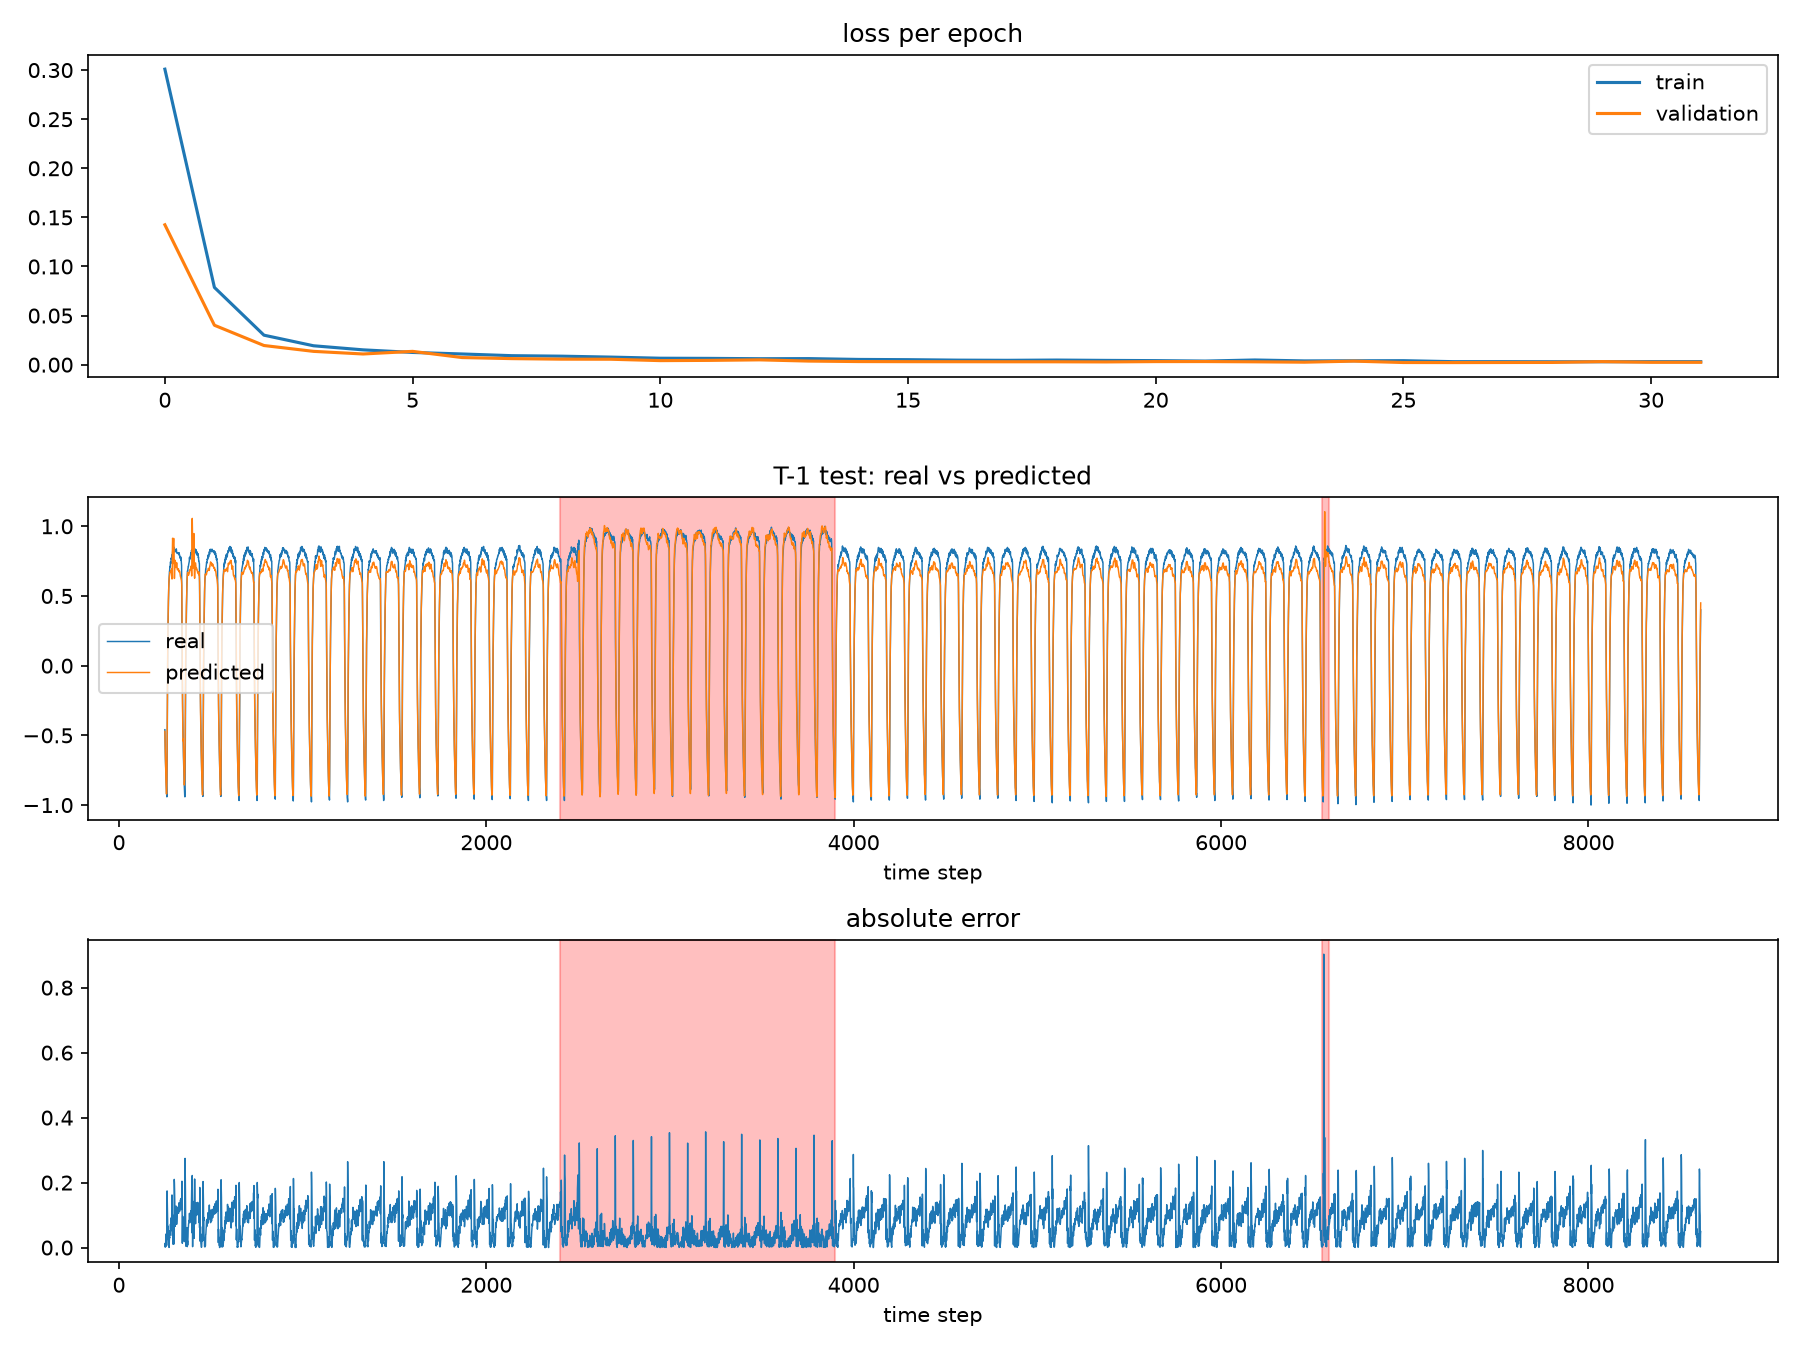 loss per epoch
0.30
0.25
0.20
0.15
0.10
0.05
0.00
train
validation
0 5 10 15 20 25 30
T-1 test: real vs predicted
1.0
0.5
0.0
−0.5
−1.0
real
predicted
0 2000 4000 6000 8000
time step
absolute error
0.8
0.6
0.4
0.2
0.0
0 2000 4000 6000 8000
time step